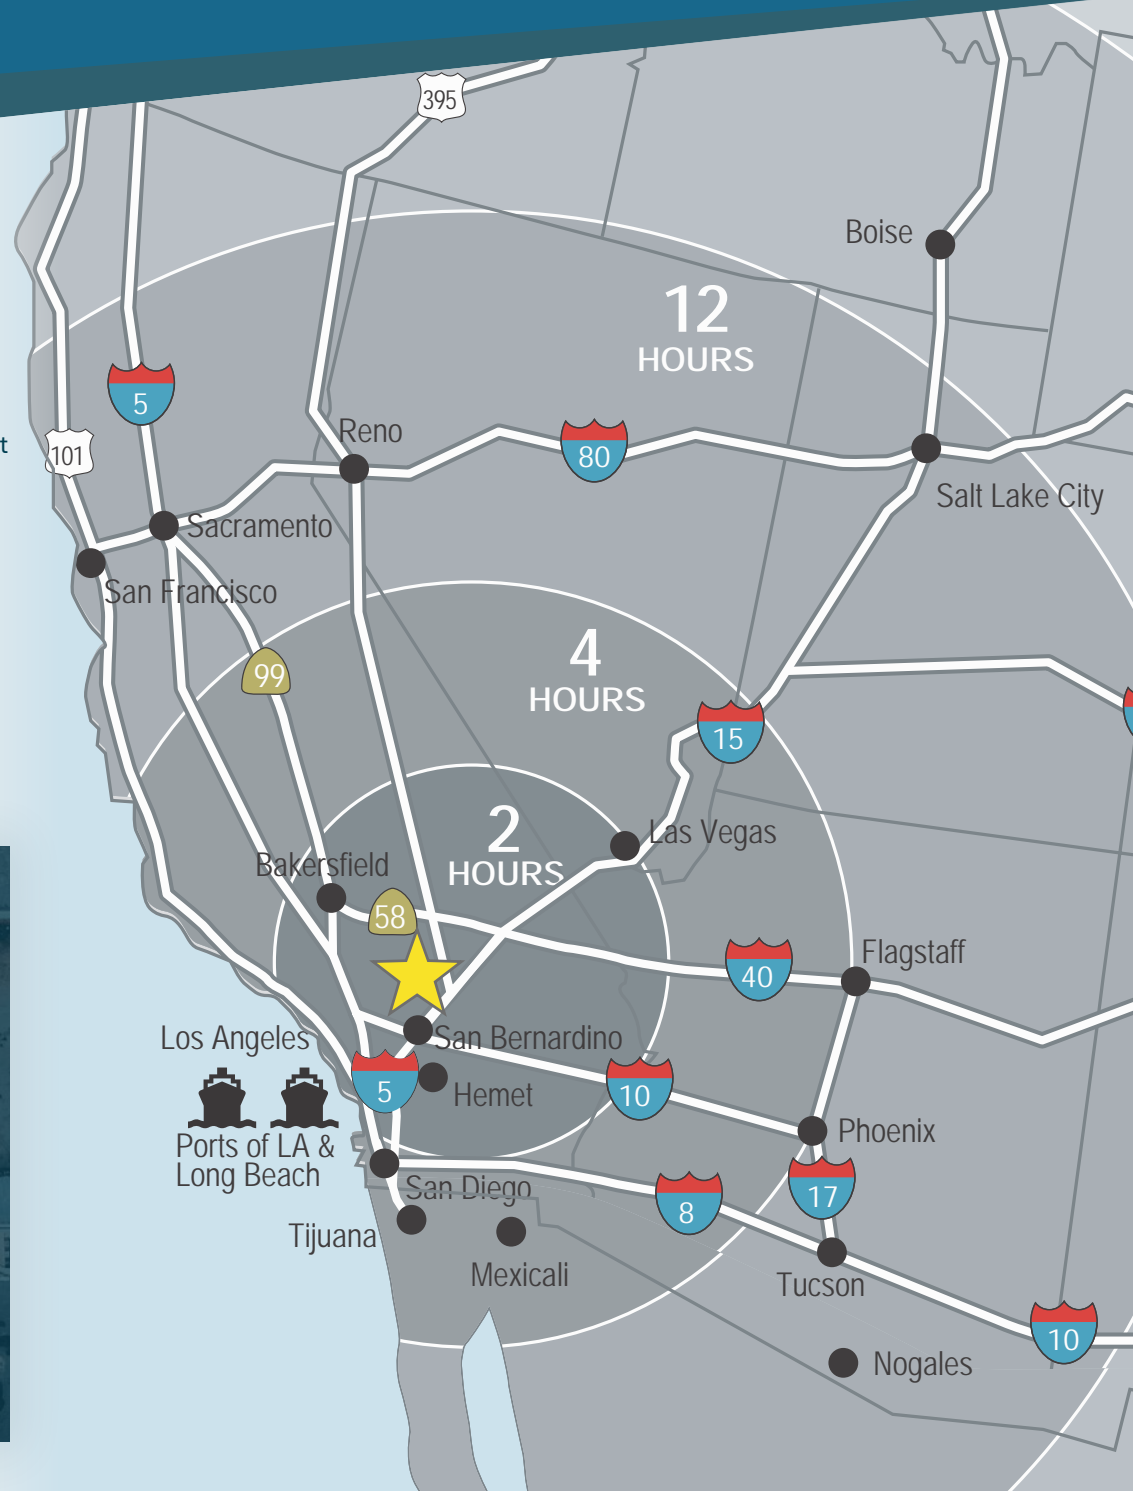 395
Boise
12
HOURS
5
t
101
Reno
80
Salt Lake City
Sacramento
San Francisco
4
HOURS
99
15
2
HOURS
Las Vegas
Bakersfield
58
40
Flagstaff
Los Angeles
San Bernardino
5
10
Hemet
Ports of LA &
Long Beach
Phoenix
17
San Diego
8
Tijuana
Mexicali
Tucson
10
Nogales